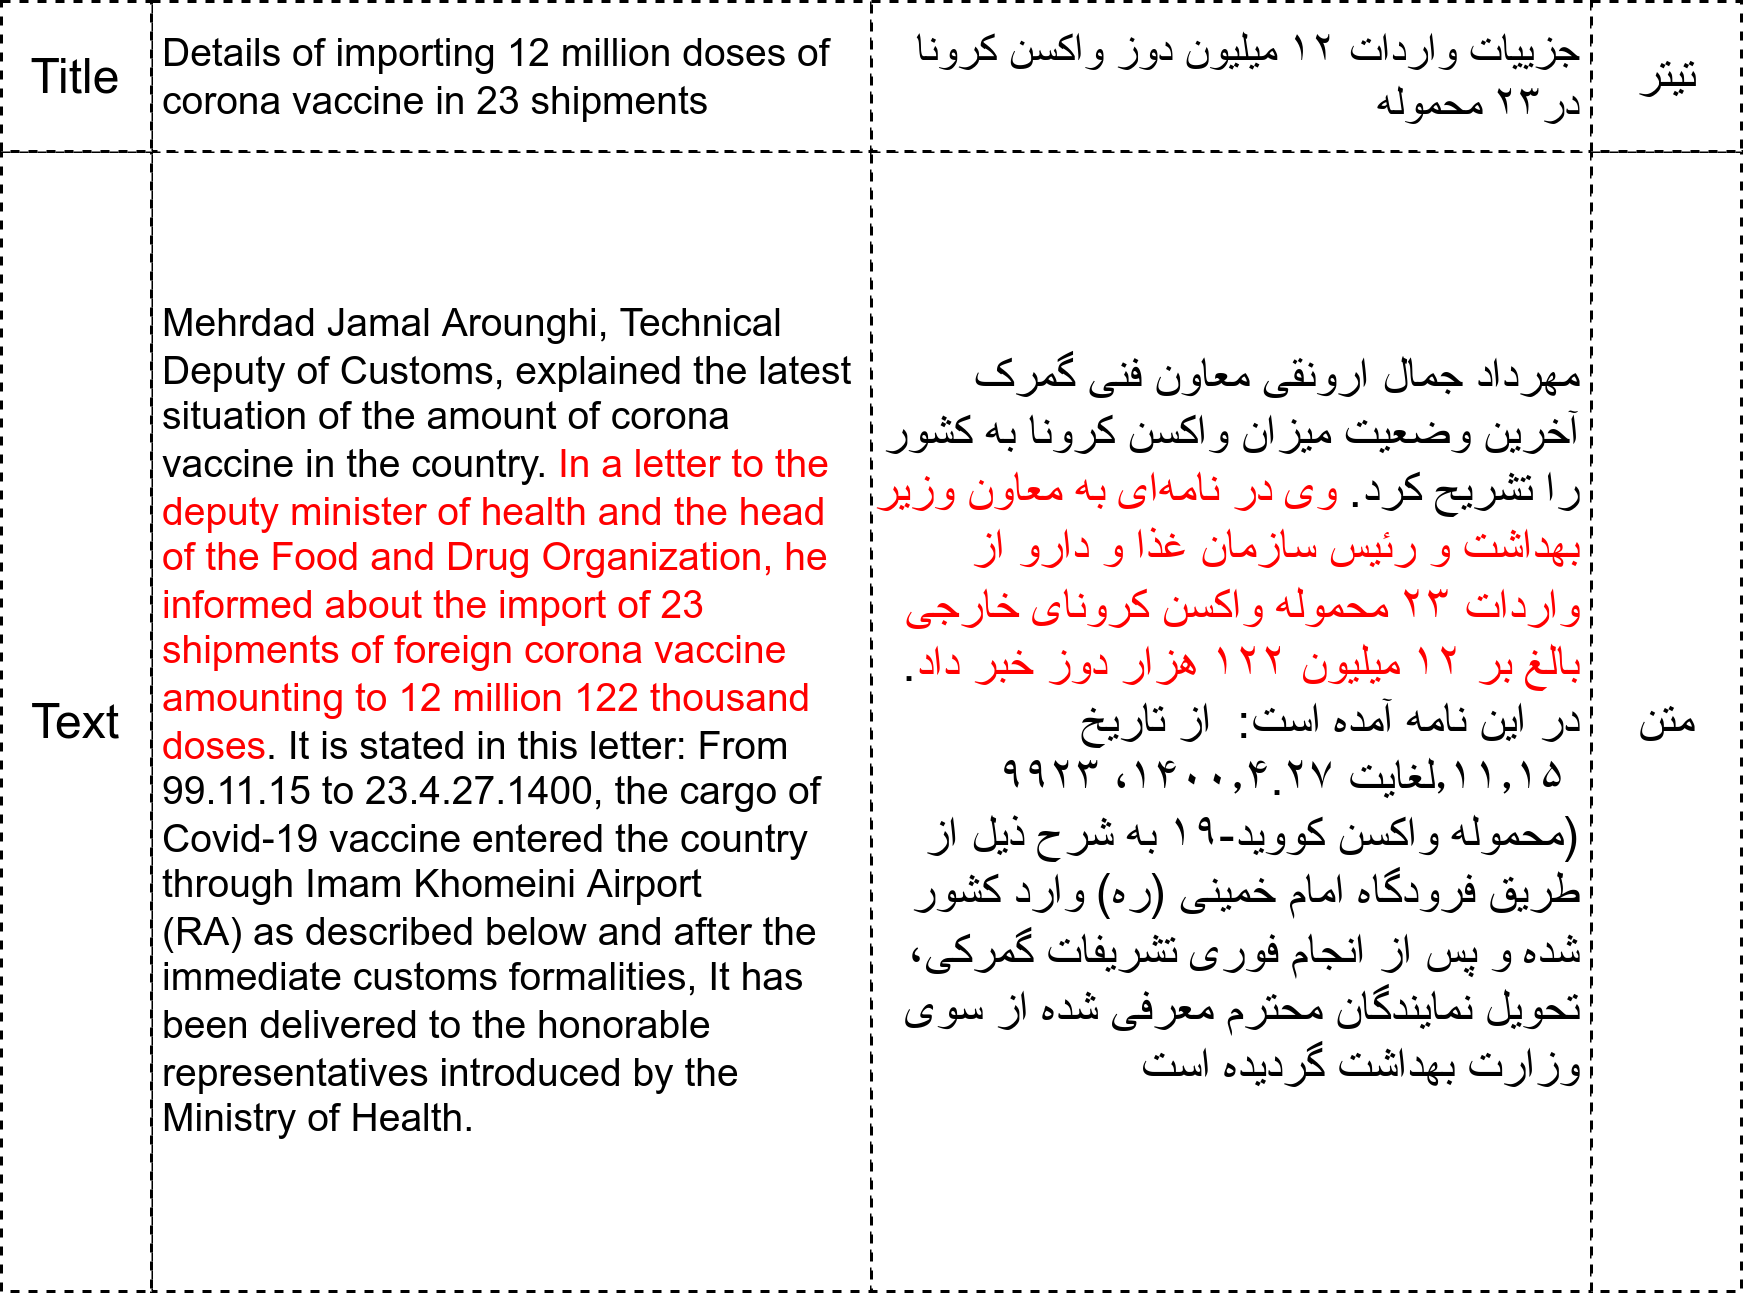 Title
Details of importing 12 million doses of
corona vaccine in 23 shipments
جزییات واردات ۱۲ میلیون دوز واکسن کرونا
در۲۳ محموله
تیتر
Text
Mehrdad Jamal Arounghi, Technical
Deputy of Customs, explained the latest
situation of the amount of corona
vaccine in the country. In a letter to the
deputy minister of health and the head
of the Food and Drug Organization, he
informed about the import of 23
shipments of foreign corona vaccine
amounting to 12 million 122 thousand
doses. It is stated in this letter: From
99.11.15 to 23.4.27.1400, the cargo of
Covid-19 vaccine entered the country
through Imam Khomeini Airport
(RA) as described below and after the
immediate customs formalities, It has
been delivered to the honorable
representatives introduced by the
Ministry of Health.
مهرداد جمال ارونقی معاون فنی گمرک
آخرین وضعیت میزان واکسن کرونا به کشور
را تشریح کرد. وی در نامه‌ای به معاون وزیر
بهداشت و رئیس سازمان غذا و دارو از
واردات ۲۳ محموله واکسن کرونای خارجی
بالغ بر ۱۲ میلیون ۱۲۲ هزار دوز خبر داد.
در این نامه آمده است: از تاریخ
۱۱,۱۵,لغایت ۱۴۰۰,۴.۲۷، ۹۹۲۳
(محموله واکسن کووید-۱۹ به شرح ذیل از
طریق فرودگاه امام خمینی (ره) وارد کشور
شده و پس از انجام فوری تشریفات گمرکی،
تحویل نمایندگان محترم معرفی شده از سوی
وزارت بهداشت گردیده است
متن